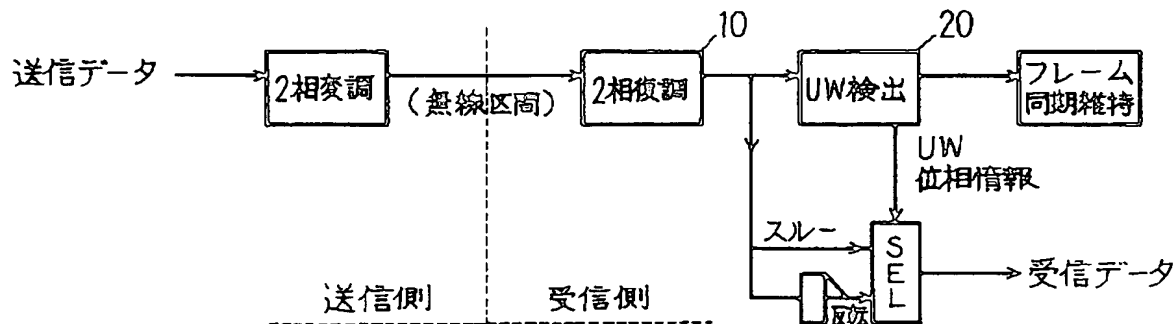 10
20
送信データ
2相変調
(無線区間)
2相復調
UW検出
フレーム
同期維持
UW
位相情報
スルー
SEL
反転
受信データ
送信側
受信側